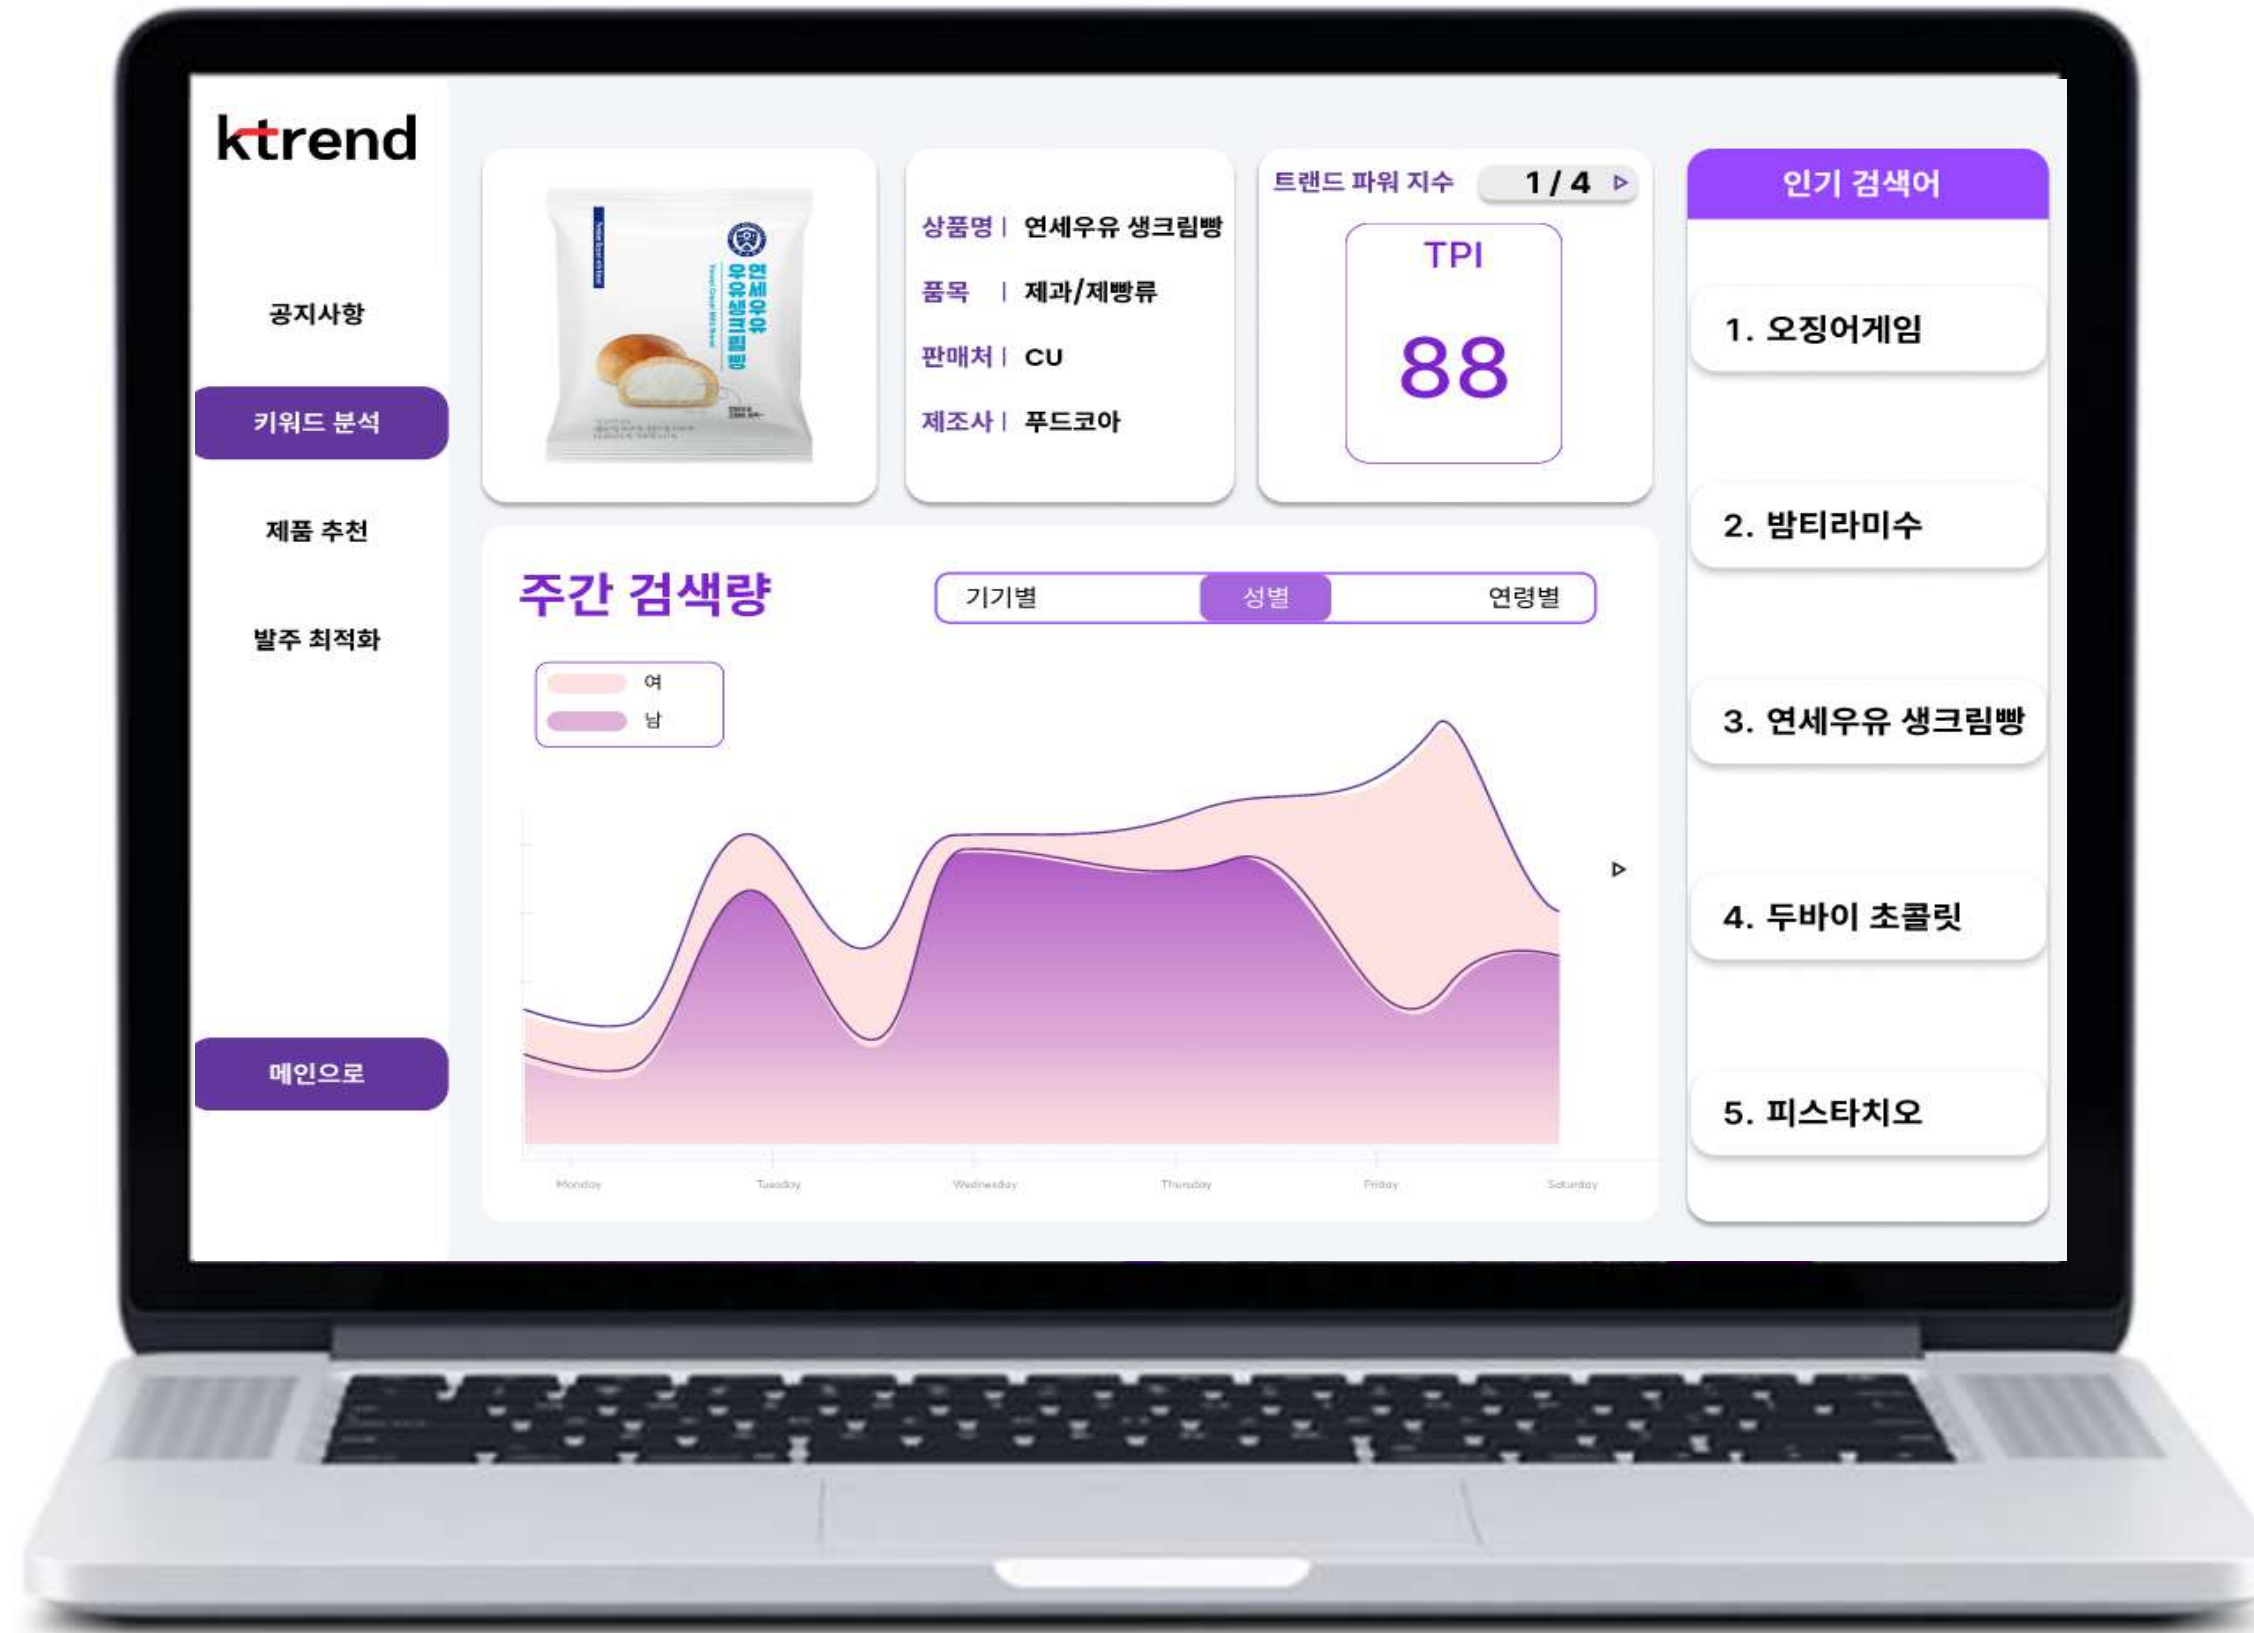 ktrend
공지사항
키워드 분석
제품 추천
발주 최적화
메인으로
연세우유
우유생크림빵
상품명 | 연세우유 생크림빵
품목 | 제과/제빵류
판매처 | CU
제조사 | 푸드코아
트랜드 파워 지수 1 / 4
TPI
88
주간 검색량
기기별 성별 연령별
여
남
Monday Tuesday Wednesday Thursday Friday Saturday
인기 검색어
1. 오징어게임
2. 밤티라미수
3. 연세우유 생크림빵
4. 두바이 초콜릿
5. 피스타치오